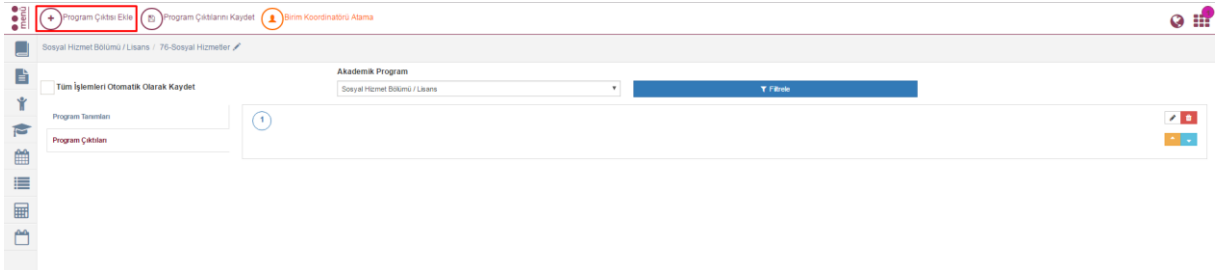 menü
Program Çıktısı Ekle
Program Çıktılarını Kaydet
Birim Koordinatörü Atama
Sosyal Hizmet Bölümü / Lisans / 76-Sosyal Hizmetler
Tüm İşlemleri Otomatik Olarak Kaydet
Akademik Program
Sosyal Hizmet Bölümü / Lisans
Filtrele
Program Tanımları
Program Çıktıları
1